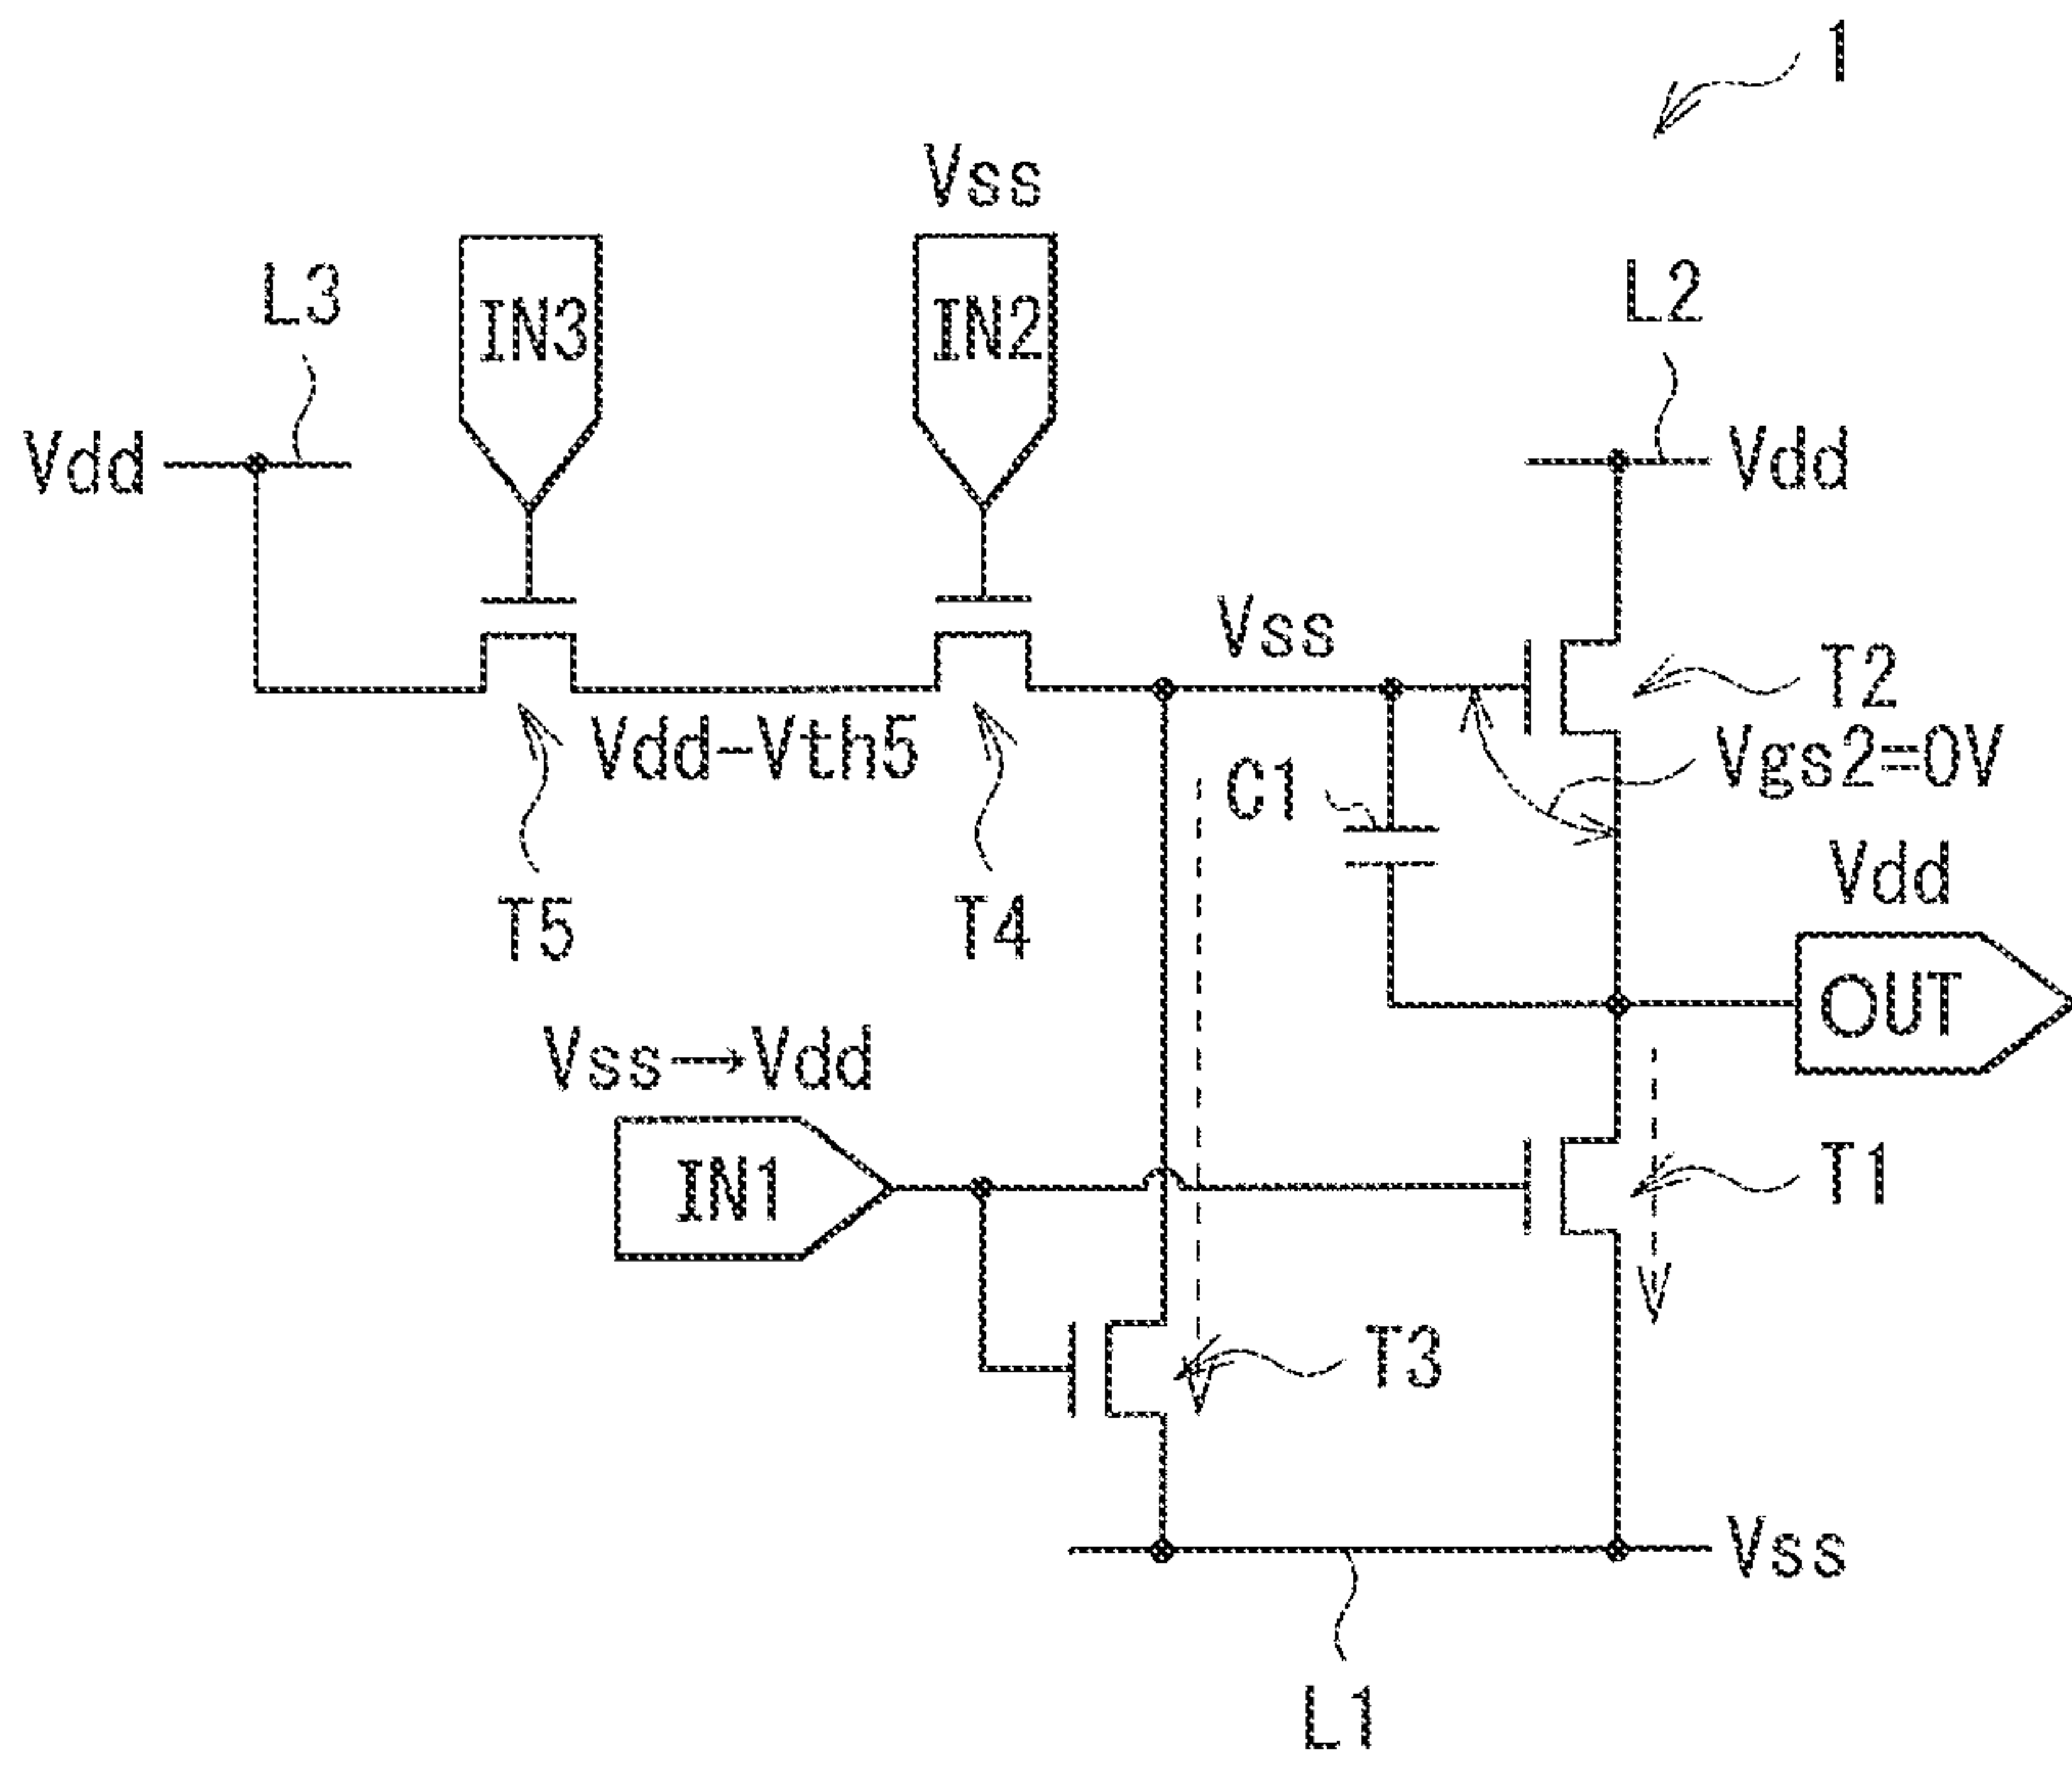 1
Vss
L3
IN3
IN2
L2
Vdd
Vdd
Vss
T2
Vdd-Vth5
Vgs2=0V
C1
Vdd
T5
T4
OUT
Vss→Vdd
IN1
T1
T3
Vss
L1